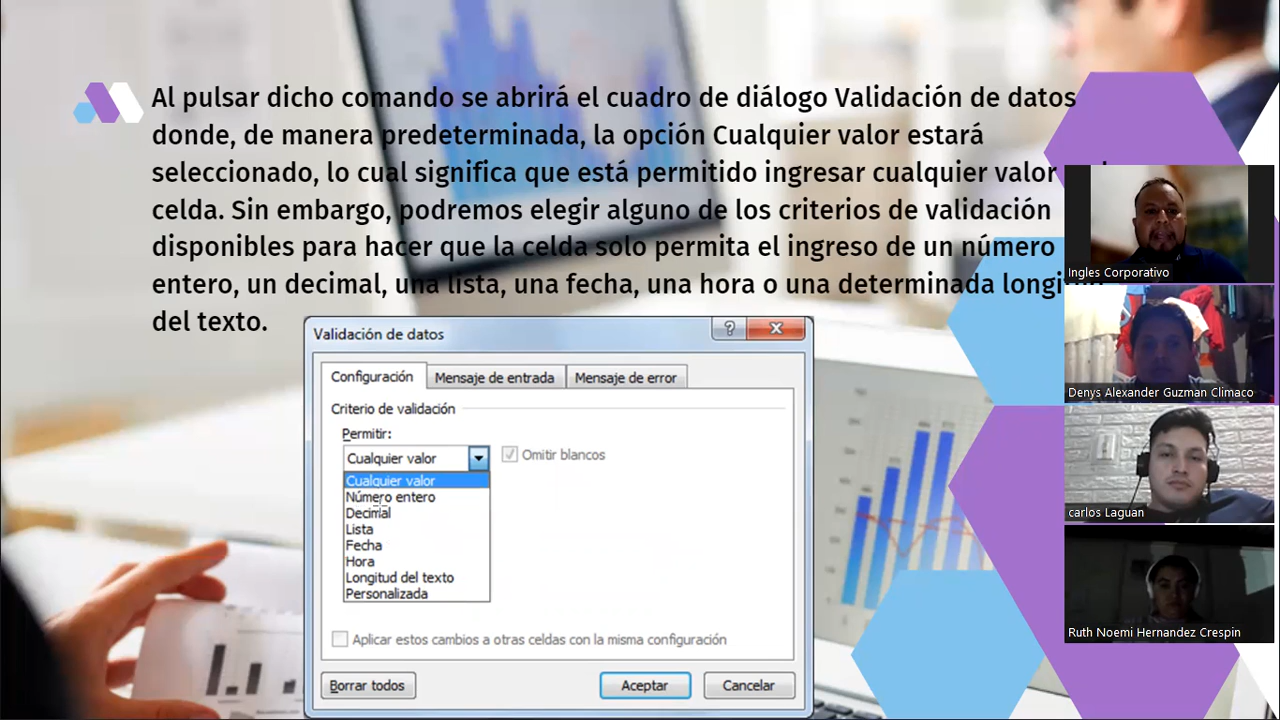 Al pulsar dicho comando se abrirá el cuadro de diálogo Validación de datos
donde, de manera predeterminada, la opción Cualquier valor estará
seleccionado, lo cual significa que está permitido ingresar cualquier valor
celda. Sin embargo, podremos elegir alguno de los criterios de validación
disponibles para hacer que la celda solo permita el ingreso de un número
entero, un decimal, una lista, una fecha, una hora o una determinada
del texto.
Validación de datos
Configuración Mensaje de entrada Mensaje de error
Criterio de validación
Permitir:
Cualquier valor Omitir blancos
Cualquier valor
Número entero
Decimal
Lista
Fecha
Hora
Longitud del texto
Personalizada
Aplicar estos cambios a otras celdas con la misma configuración
Borrar todos Aceptar Cancelar
Ingles Corporativo
Denys Alexander Guzman Climaco
carlos Laguan
Ruth Noemi Hernandez Crespin